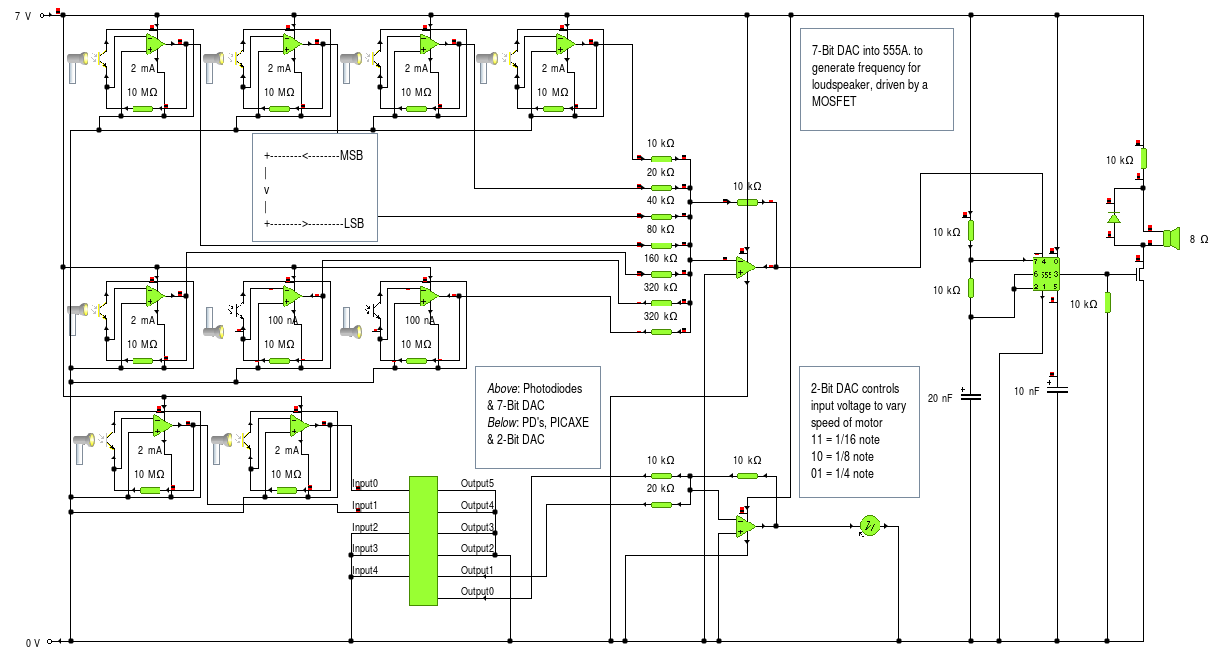 7 V
2 mA
10 MΩ
2 mA
10 MΩ
2 mA
10 MΩ
2 mA
10 MΩ
7-Bit DAC into 555A. to
generate frequency for
loudspeaker, driven by a
MOSFET
+-------<-------MSB
|
v
|
+------->-------LSB
10 kΩ
20 kΩ
40 kΩ
80 kΩ
160 kΩ
320 kΩ
320 kΩ
10 kΩ
10 kΩ
8 Ω
10 kΩ
10 kΩ
7 4 0
6 555 3
2 1 5
10 kΩ
20 nF
10 nF
2 mA
10 MΩ
100 nA
10 MΩ
100 nA
10 MΩ
Above: Photodiodes
& 7-Bit DAC
Below: PD's, PICAXE
& 2-Bit DAC
2-Bit DAC controls
input voltage to vary
speed of motor
11 = 1/16 note
10 = 1/8 note
01 = 1/4 note
2 mA
10 MΩ
2 mA
10 MΩ
Input0
Input1
Input2
Input3
Input4
Output5
Output4
Output3
Output2
Output1
Output0
10 kΩ
20 kΩ
10 kΩ
0 V